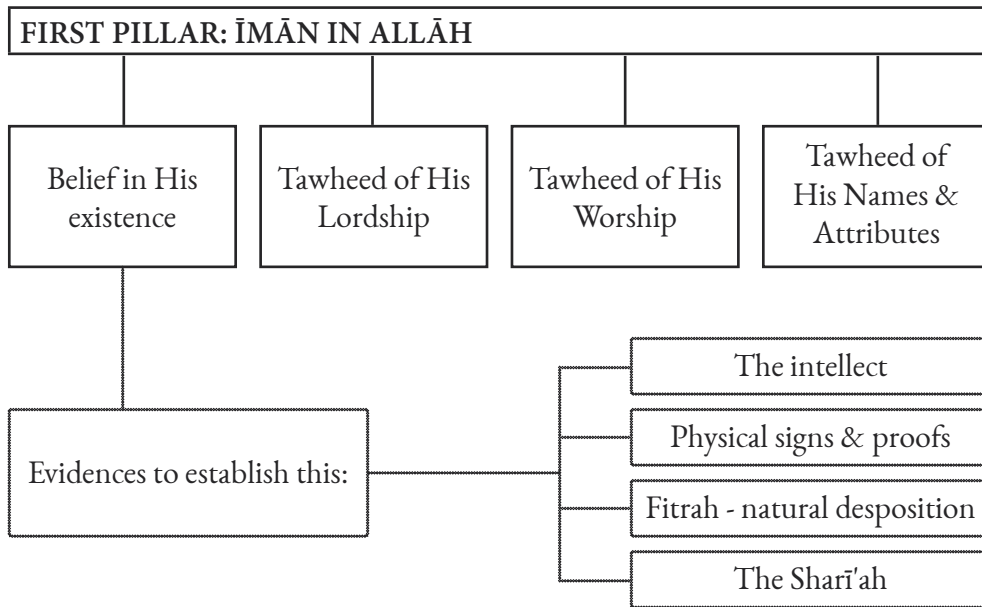 FIRST PILLAR: ĪMĀN IN ALLĀH
Belief in His
existence
Tawheed of His
Lordship
Tawheed of His
Worship
Tawheed of
His Names &
Attributes
Evidences to establish this:
The intellect
Physical signs & proofs
Fitrah - natural desposition
The Sharī'ah